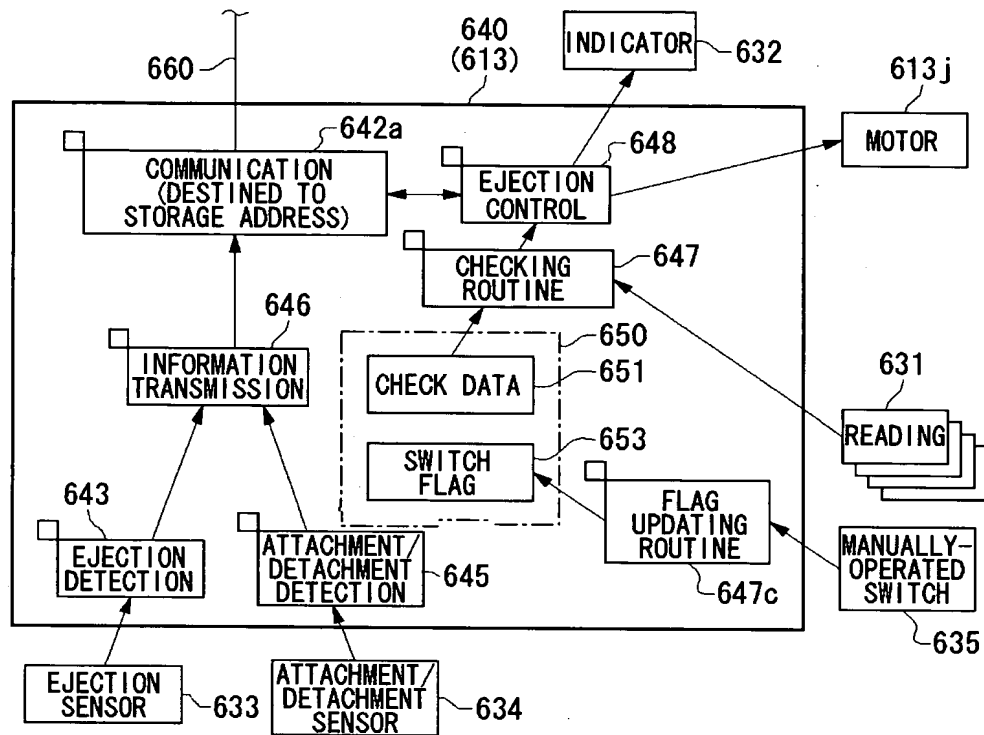 660
640
(613)
INDICATOR
632
613j
MOTOR
642a
COMMUNICATION
(DESTINED TO
STORAGE ADDRESS)
648
EJECTION
CONTROL
647
CHECKING
ROUTINE
646
INFORMATION
TRANSMISSION
650
CHECK DATA
651
653
SWITCH
FLAG
631
READING
643
EJECTION
DETECTION
ATTACHMENT/
DETACHMENT
DETECTION
645
FLAG
UPDATING
ROUTINE
647c
MANUALLY-
OPERATED
SWITCH
635
EJECTION
SENSOR
633
ATTACHMENT/
DETACHMENT
SENSOR
634